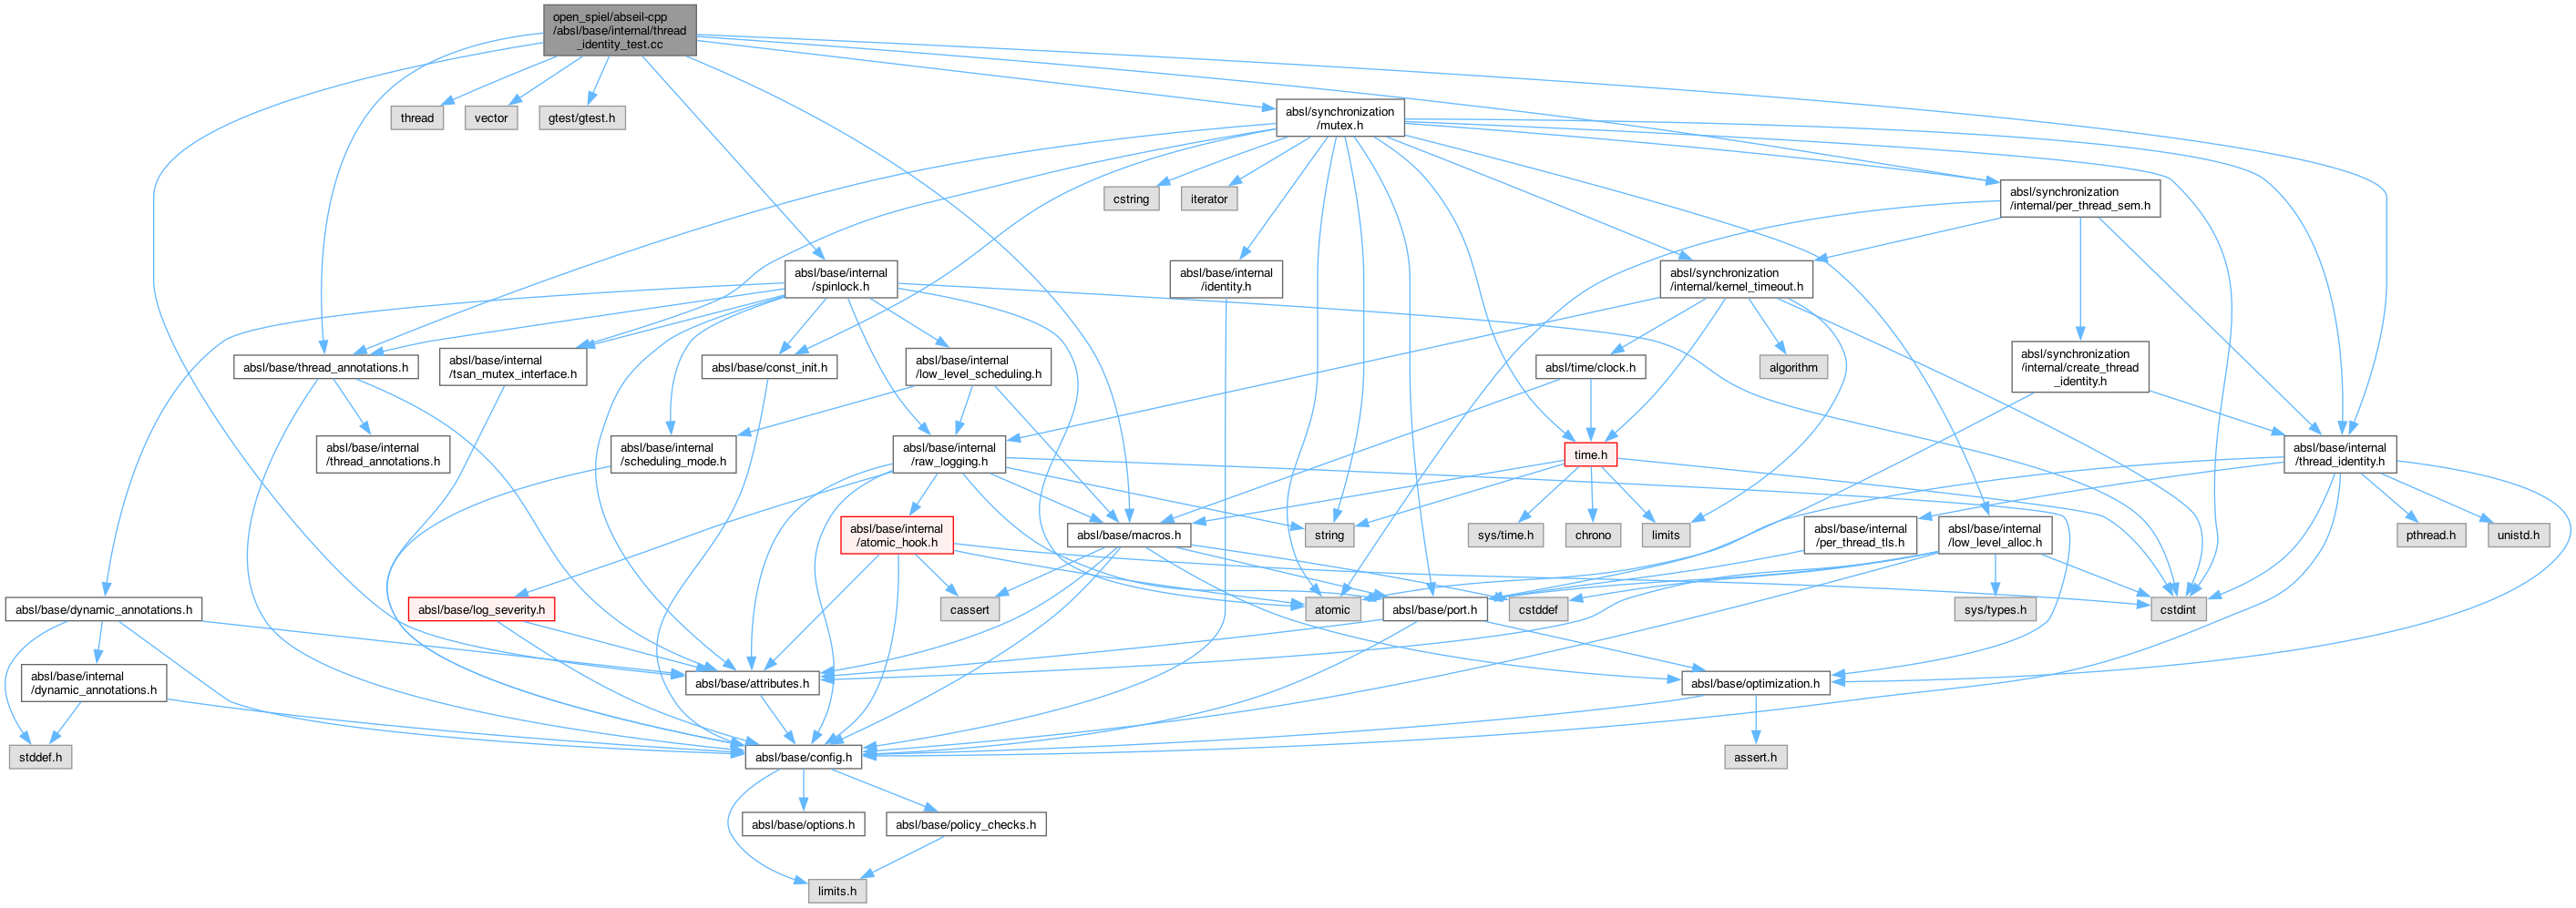 open_spiel/abseil-cpp
/absl/base/internal/thread
_identity_test.cc
thread
vector
gtest/gtest.h
absl/synchronization
/mutex.h
cstring
iterator
absl/synchronization
/internal/per_thread_sem.h
absl/base/internal
/spinlock.h
absl/base/internal
/identity.h
absl/synchronization
/internal/kernel_timeout.h
absl/base/thread_annotations.h
absl/base/internal
/tsan_mutex_interface.h
absl/base/const_init.h
absl/base/internal
/low_level_scheduling.h
absl/time/clock.h
algorithm
absl/synchronization
/internal/create_thread
_identity.h
absl/base/internal
/thread_annotations.h
absl/base/internal
/scheduling_mode.h
absl/base/internal
/raw_logging.h
time.h
absl/base/internal
/thread_identity.h
absl/base/internal
/atomic_hook.h
absl/base/macros.h
string
sys/time.h
chrono
limits
absl/base/internal
/per_thread_tls.h
absl/base/internal
/low_level_alloc.h
pthread.h
unistd.h
absl/base/dynamic_annotations.h
absl/base/log_severity.h
cassert
atomic
absl/base/port.h
cstddef
sys/types.h
cstdint
absl/base/internal
/dynamic_annotations.h
absl/base/attributes.h
absl/base/optimization.h
stddef.h
absl/base/config.h
assert.h
absl/base/options.h
absl/base/policy_checks.h
limits.h